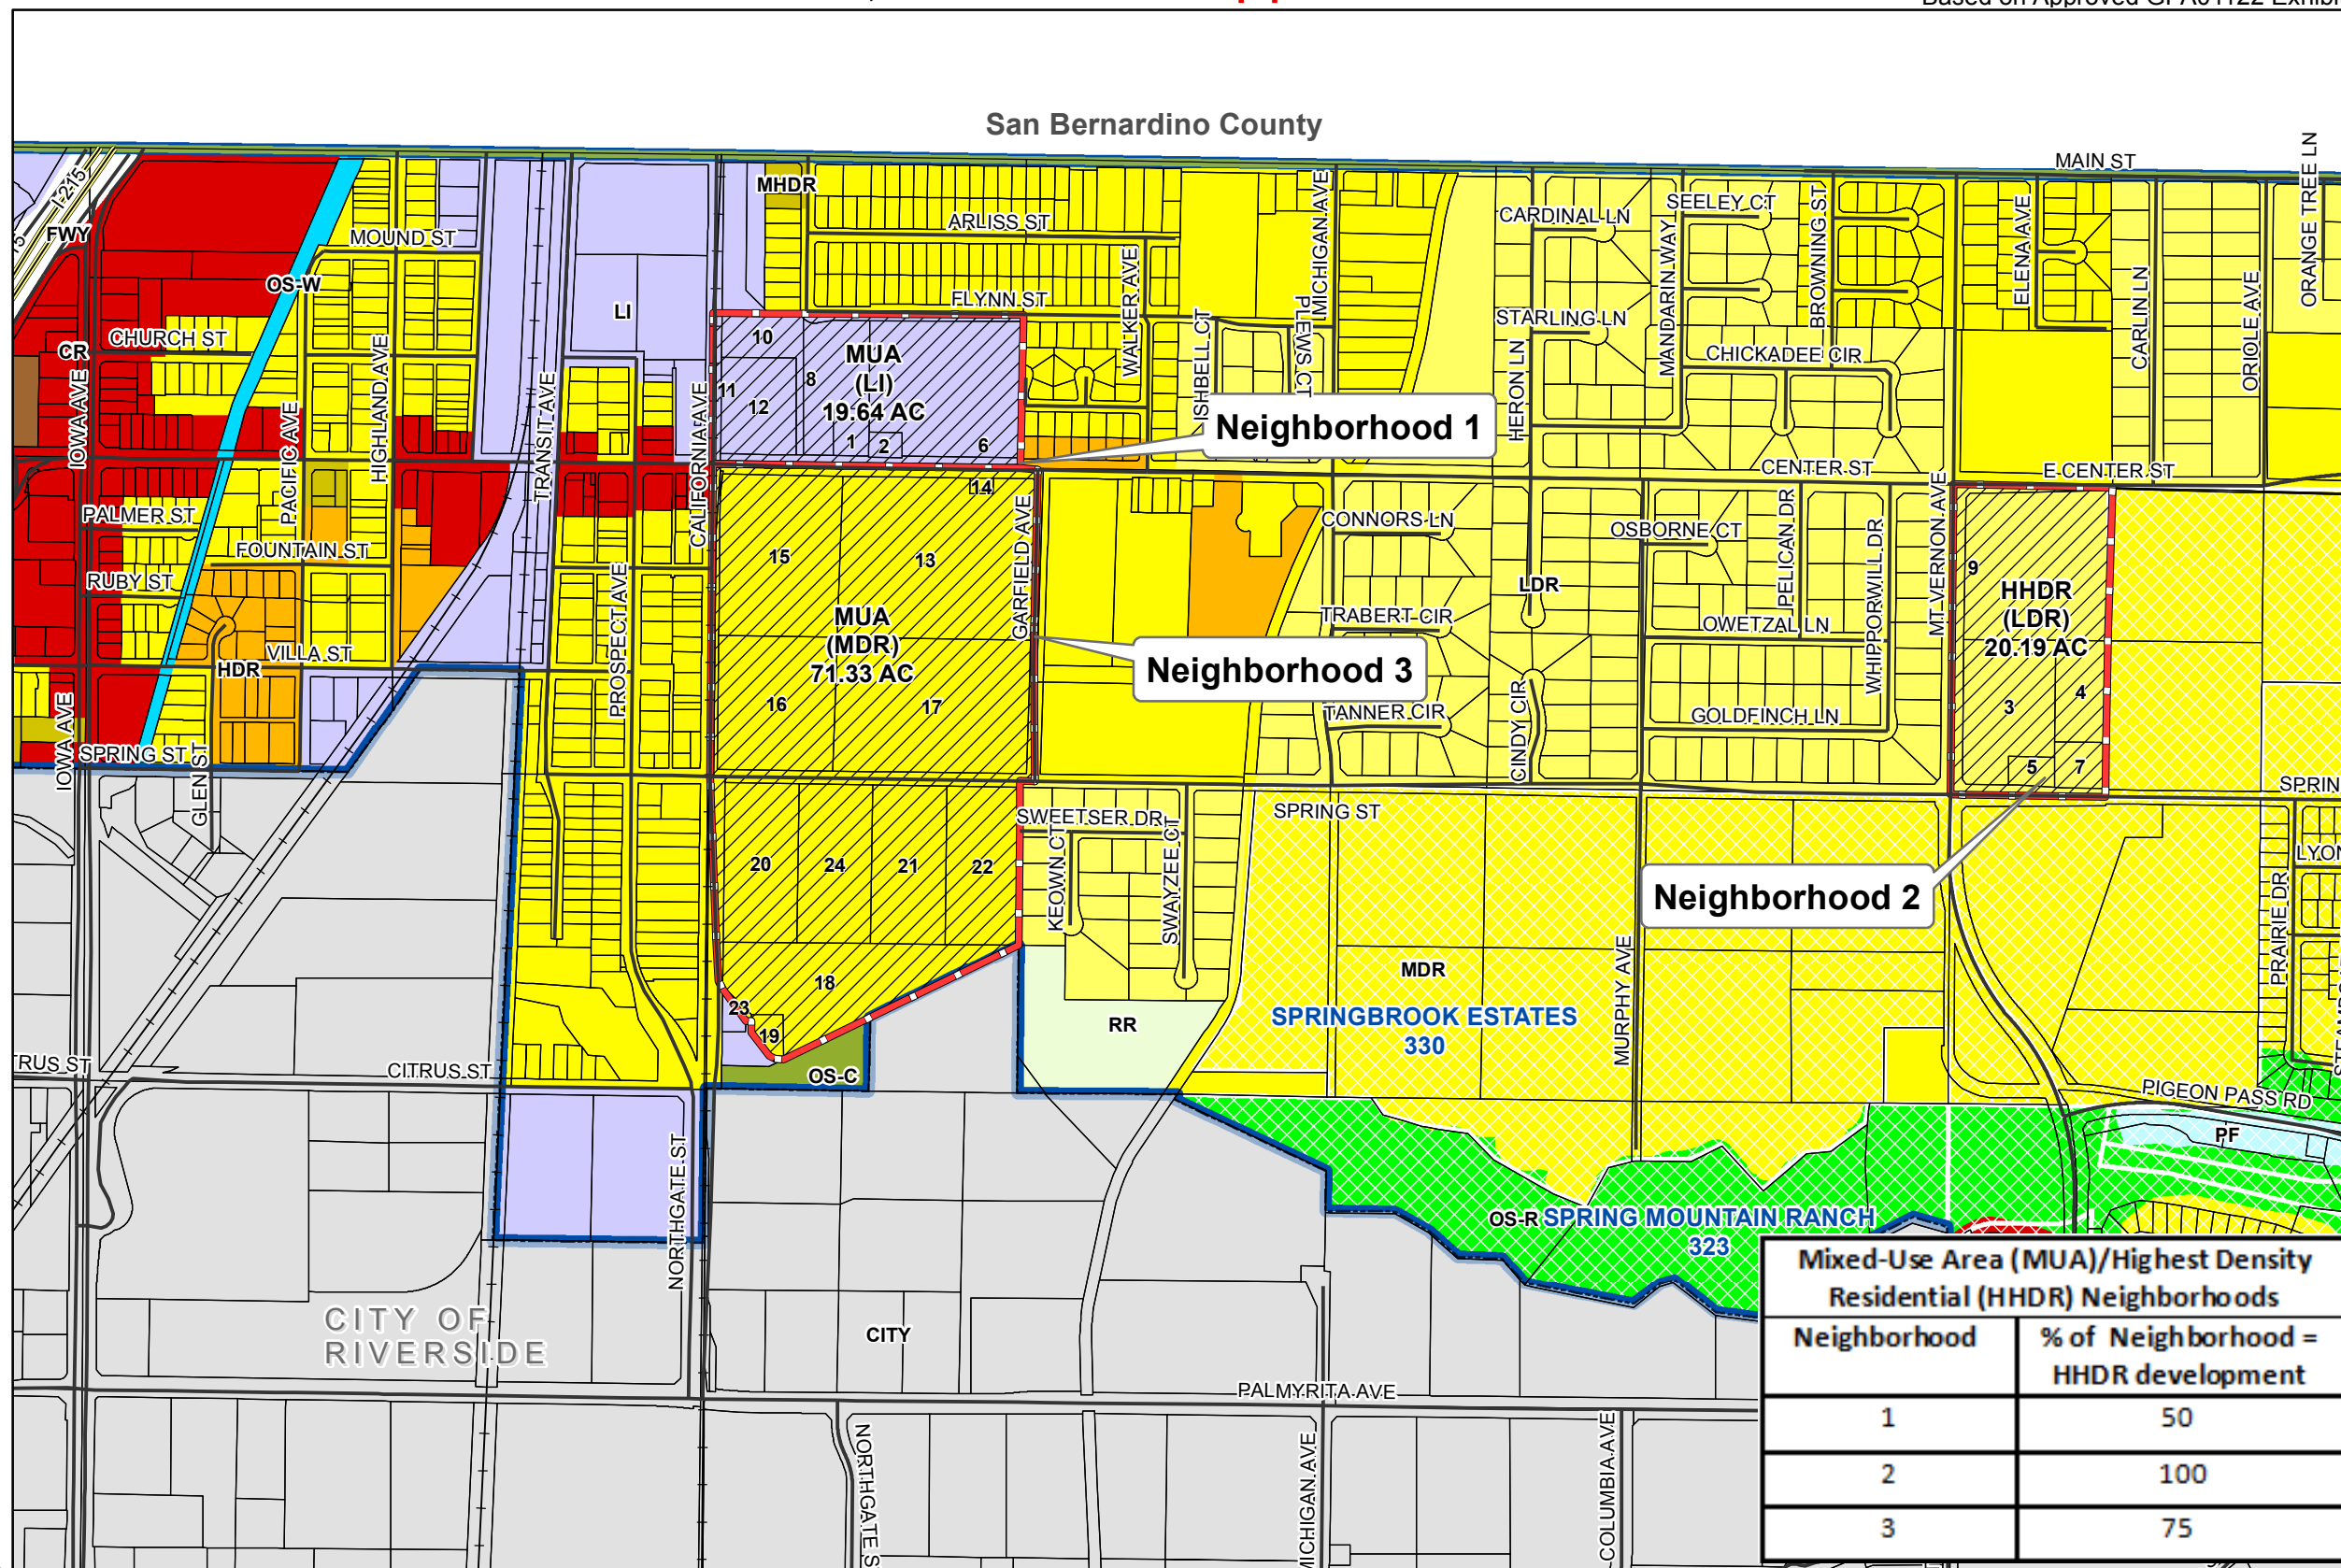 San Bernardino County
MAIN ST
ORANGE TREE LN
I-215
FWY
MOUND ST
OS-W
CHURCH ST
CR
IOWA AVE
PACIFIC AVE
HIGHLAND AVE
TRANSIT AVE
LI
CALIFORNIA AVE
MHDR
ARLISS ST
FLYNN ST
WALKER AVE
ISHBELL CT
PLEWS CT
MICHIGAN AVE
CARDINAL LN
STARLING LN
HERON LN
MANDARIN WAY
SEELEY CT
BROWNING ST
CHICKADEE CIR
ELENA AVE
CARLIN LN
ORIOLE AVE
10
11
12
8
MUA
(LI)
19.64 AC
1
2
6
Neighborhood 1
CENTER ST
E CENTER ST
PALMER ST
FOUNTAIN ST
RUBY ST
VILLA ST
HDR
SPRING ST
IOWA AVE
GLEN ST
PROSPECT AVE
14
15
13
MUA
(MDR)
71.33 AC
16
17
GARFIELD AVE
Neighborhood 3
CONNORS LN
TRABERT CIR
TANNER CIR
LDR
CINDY CIR
OSBORNE CT
PELICAN DR
OWETZAL LN
WHIPPORWILL DR
GOLDFINCH LN
MT VERNON AVE
9
HHDR
(LDR)
20.19 AC
3
4
5
7
SPRIN
SPRING ST
SWEETSER DR
KEOWN CT
SWAYZEE CT
20
24
21
22
18
23
19
Neighborhood 2
MURPHY AVE
MDR
SPRINGBROOK ESTATES
330
RR
OS-C
LYON
PRAIRIE DR
TRUS ST
CITRUS ST
PIGEON PASS RD
PF
NORTHGATE ST
OS-R
SPRING MOUNTAIN RANCH
323
CITY OF
RIVERSIDE
CITY
PALMYRITA AVE
NORTHGATE S
MICHIGAN AVE
COLUMBIA AVE
Mixed-Use Area (MUA)/Highest Density
Residential (HHDR) Neighborhoods
Neighborhood
% of Neighborhood =
HHDR development
1
50
2
100
3
75